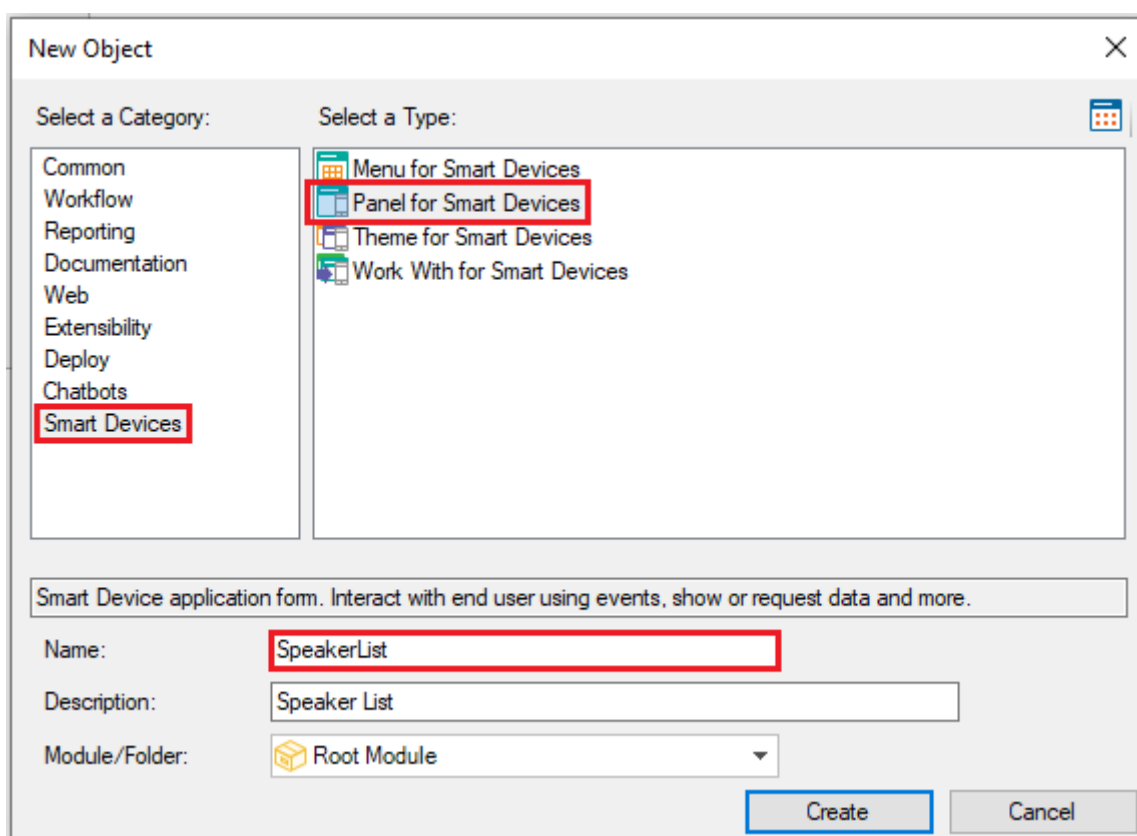 New Object
Select a Category:
Select a Type:
Common
Workflow
Reporting
Documentation
Web
Extensibility
Deploy
Chatbots
Smart Devices
Menu for Smart Devices
Panel for Smart Devices
Theme for Smart Devices
Work With for Smart Devices
Smart Device application form. Interact with end user using events, show or request data and more.
Name:
SpeakerList
Description:
Speaker List
Module/Folder:
Root Module
Create
Cancel